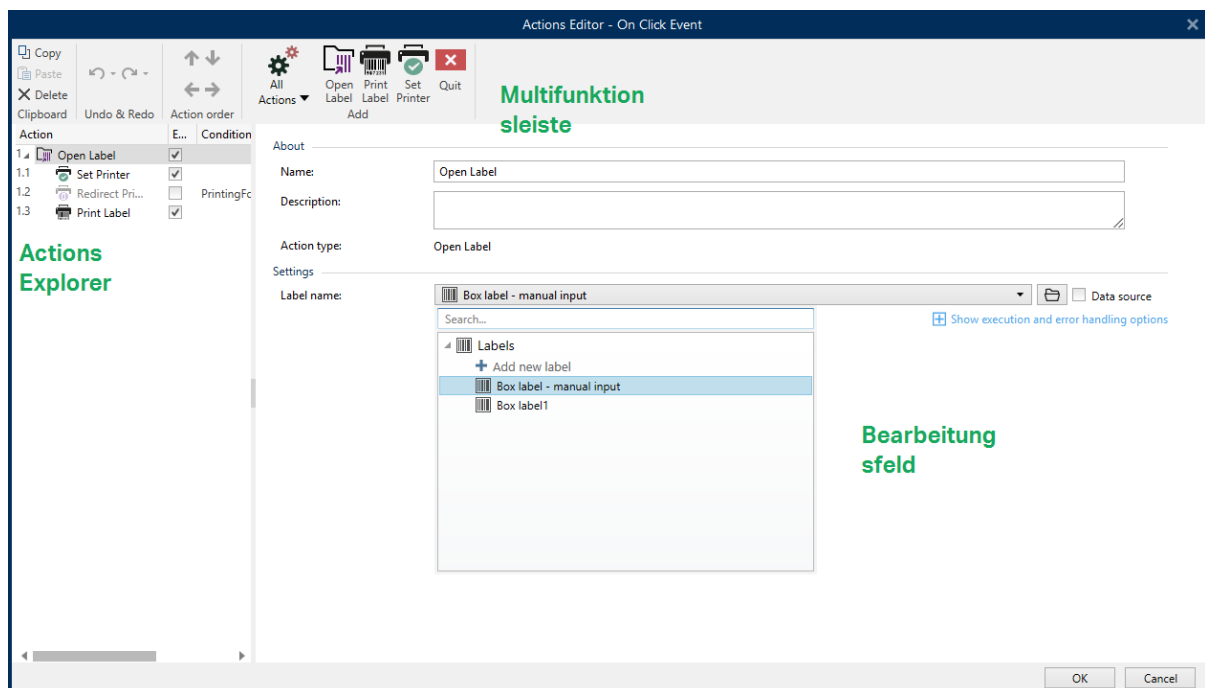 Actions Editor - On Click Event
Copy
Paste
Delete
Clipboard
Undo & Redo
Action order
All
Actions
Open
Label
Print
Label
Set
Printer
Quit
Add
Multifunktion
sleiste
Action E... Condition
1 Open Label
1.1 Set Printer
1.2 Redirect Pri... PrintingFo
1.3 Print Label
Actions
Explorer
About
Name: Open Label
Description:
Action type: Open Label
Settings
Label name: Box label - manual input Data source
Search...
Show execution and error handling options
Labels
Add new label
Box label - manual input
Box label1
Bearbeitung
sfeld
OK Cancel